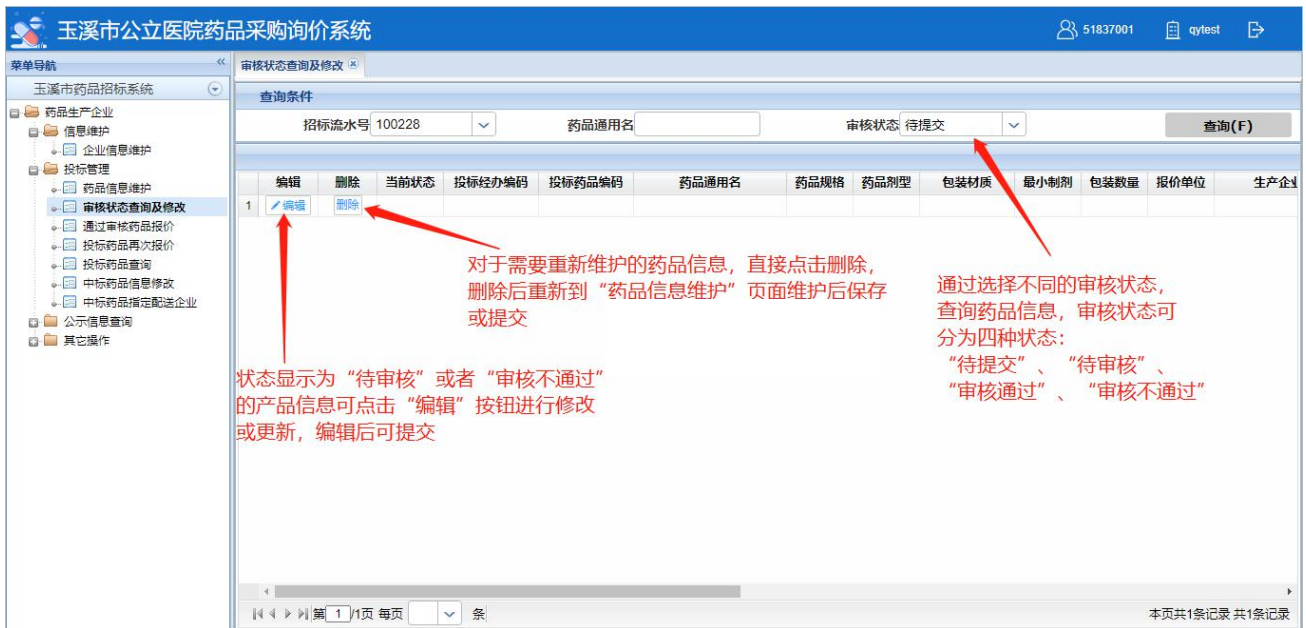 玉溪市公立医院药品采购询价系统
51837001
qytest
菜单导航
审核状态查询及修改
玉溪市药品招标系统
药品生产企业
信息维护
企业信息维护
投标管理
药品信息维护
审核状态查询及修改
通过审核药品报价
投标药品再次报价
投标药品查询
中标药品信息修改
中标药品指定配送企业
公示信息查询
其它操作
查询条件
招标流水号 100228 药品通用名 审核状态 待提交 查询(F)
编辑 删除 当前状态 投标经办编码 投标药品编码 药品通用名 药品规格 药品剂型 包装材质 最小制剂 包装数量 报价单位 生产企业
1 编辑 删除
对于需要重新维护的药品信息，直接点击删除，
删除后重新到“药品信息维护”页面维护后保存
或提交
通过选择不同的审核状态，
查询药品信息，审核状态可
分为四种状态：
“待提交”、“待审核”、
“审核通过”、“审核不通过”
状态显示为“待审核”或者“审核不通过”
的产品信息可点击“编辑”按钮进行修改
或更新，编辑后可提交
第 1 /1页 每页 条
本页共1条记录 共1条记录